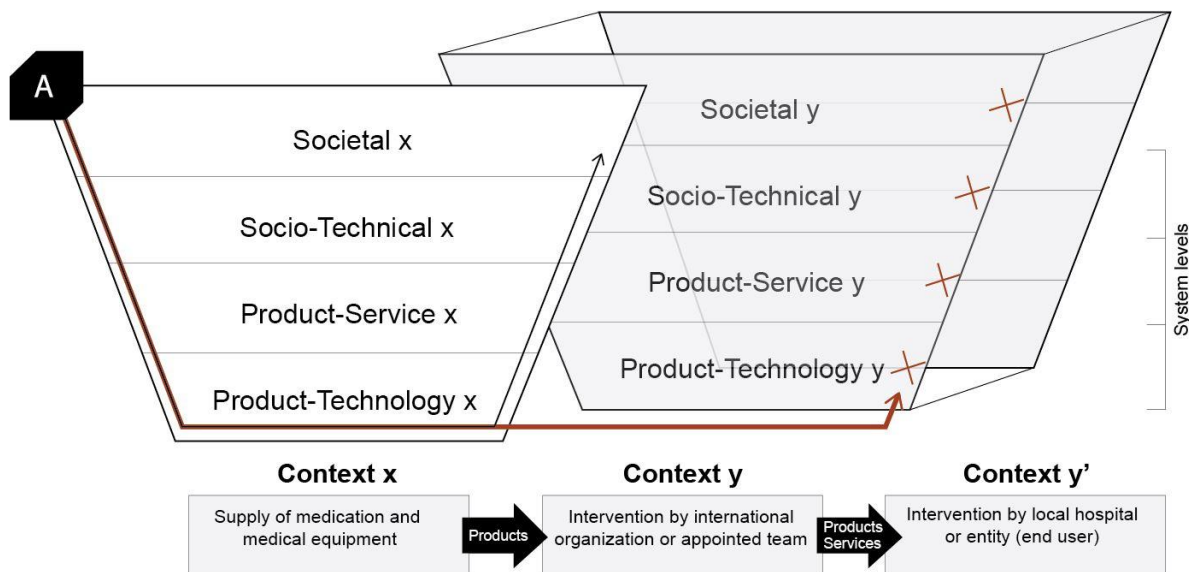 A
Societal x
Socio-Technical x
Product-Service x
Product-Technology x
Societal y
Socio-Technical y
Product-Service y
Product-Technology y
System levels
Context x
Supply of medication and
medical equipment
Products
Context y
Intervention by international
organization or appointed team
Products
Services
Context y’
Intervention by local hospital
or entity (end user)